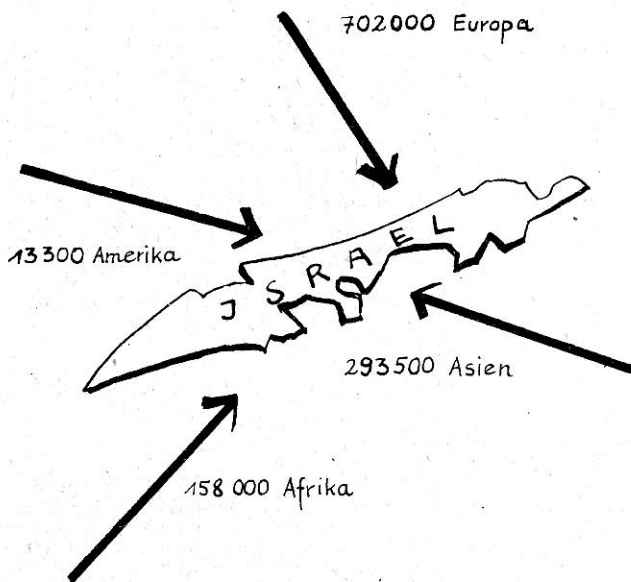 702000 Europa
13300 Amerika
JSRAEL
293500 Asien
158 000 Afrika